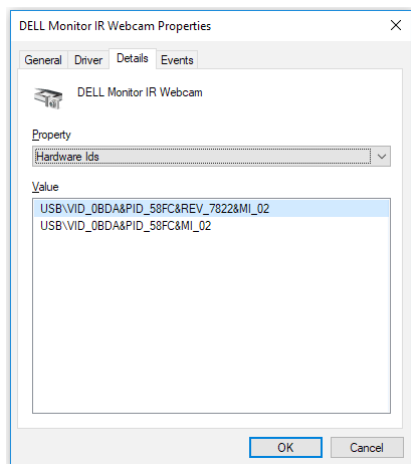 DELL Monitor IR Webcam Properties
General Driver Details Events
DELL Monitor IR Webcam
Property
Hardware Ids
Value
USB\VID_0BDA&PID_58FC&REV_7822&MI_02
USB\VID_0BDA&PID_58FC&MI_02
OK Cancel